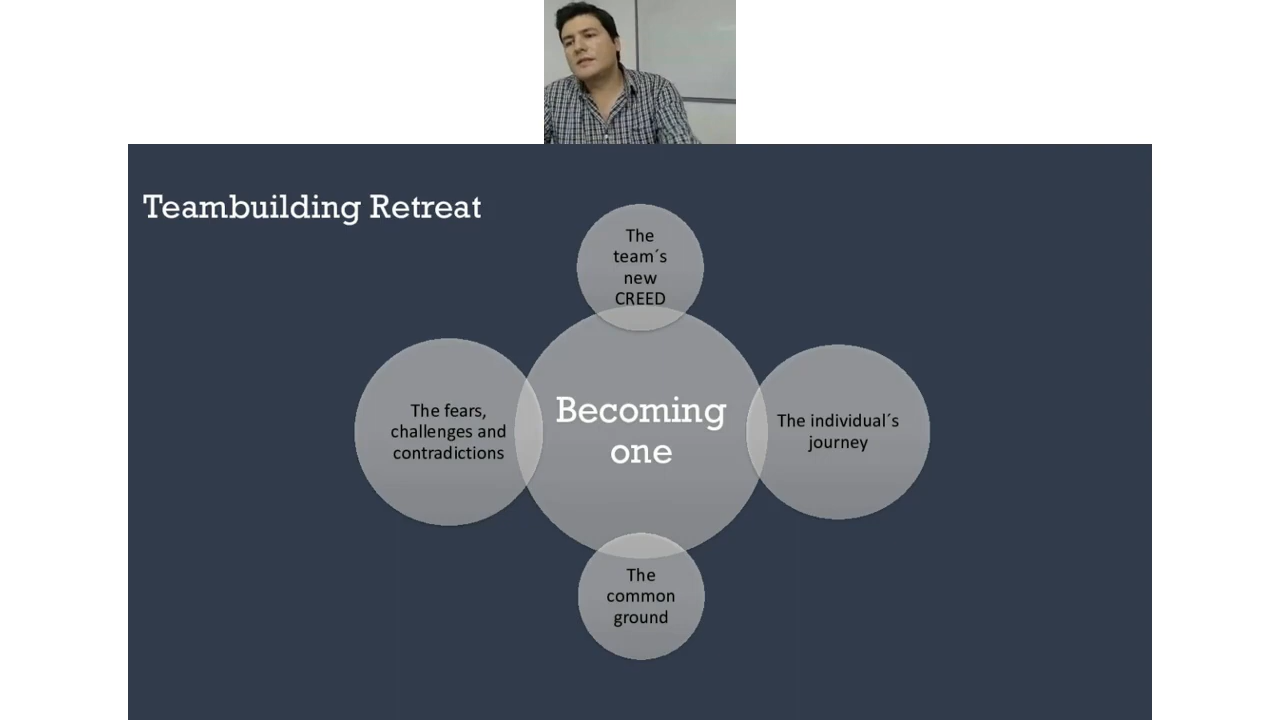 Teambuilding Retreat
The
team´s
new
CREED
The fears,
challenges and
contradictions
Becoming
one
The individual´s
journey
The
common
ground